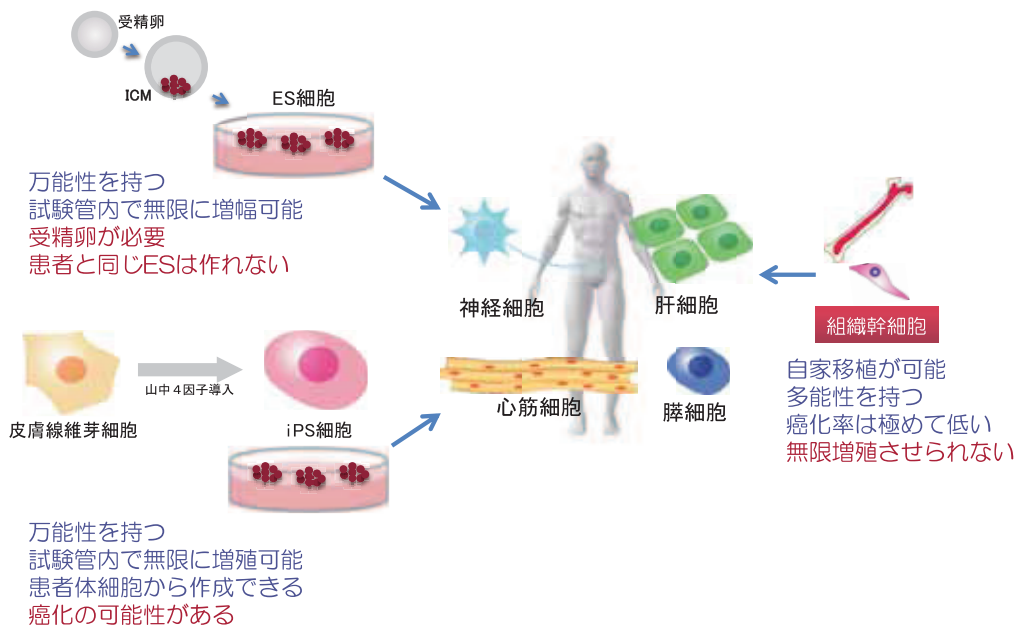 受精卵
ICM
ES細胞
万能性を持つ
試験管内で無限に増幅可能
受精卵が必要
患者と同じESは作れない
神経細胞
肝細胞
組織幹細胞
自家移植が可能
多能性を持つ
癌化率は極めて低い
無限増殖させられない
山中４因子導入
皮膚線維芽細胞
iPS細胞
心筋細胞
膵細胞
万能性を持つ
試験管内で無限に増殖可能
患者体細胞から作成できる
癌化の可能性がある